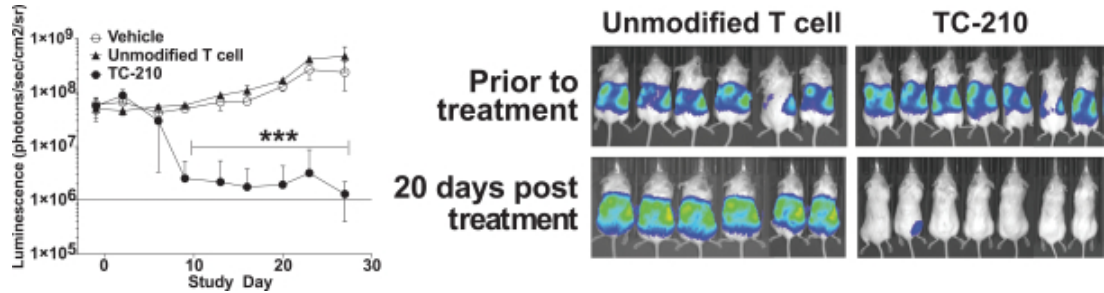 Luminescence (photons/sec/cm2/sr)
1×10⁹
1×10⁸
1×10⁷
1×10⁶
1×10⁵
Vehicle
Unmodified T cell
TC-210
***
0 10 20 30
Study Day
Unmodified T cell TC-210
Prior to
treatment
20 days post
treatment